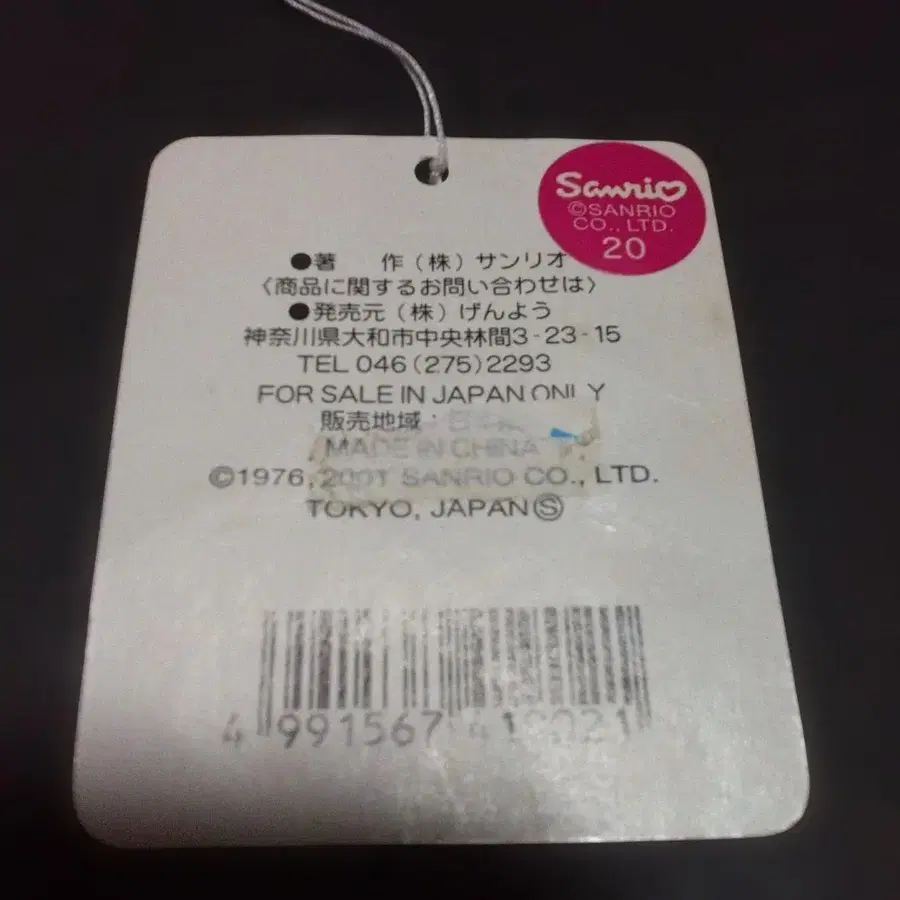 Sanrio
©SANRIO
CO., LTD.
20
●著 作(株)サンリオ
〈商品に関するお問い合わせは〉
●発売元(株)げんよう
神奈川県大和市中央林間3-23-15
TEL 046(275)2293
FOR SALE IN JAPAN ONLY
販売地域:
MADE IN CHINA
©1976, 2001 SANRIO CO., LTD.
TOKYO, JAPAN Ⓢ
4 991567